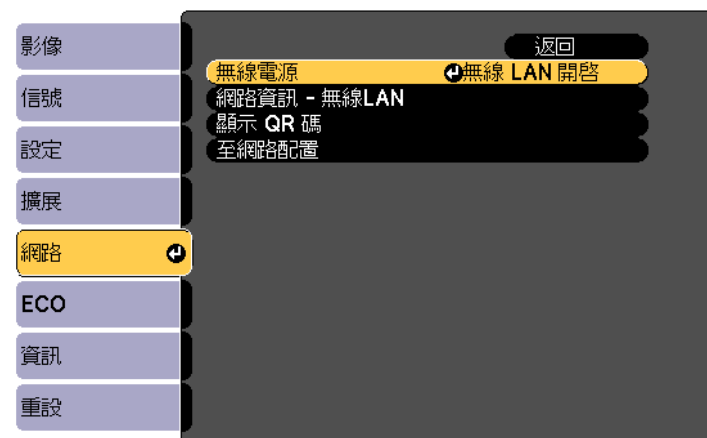 影像
信號
設定
擴展
網路
ECO
資訊
重設
返回
無線電源 無線 LAN 開啓
網路資訊 - 無線LAN
顯示 QR 碼
至網路配置